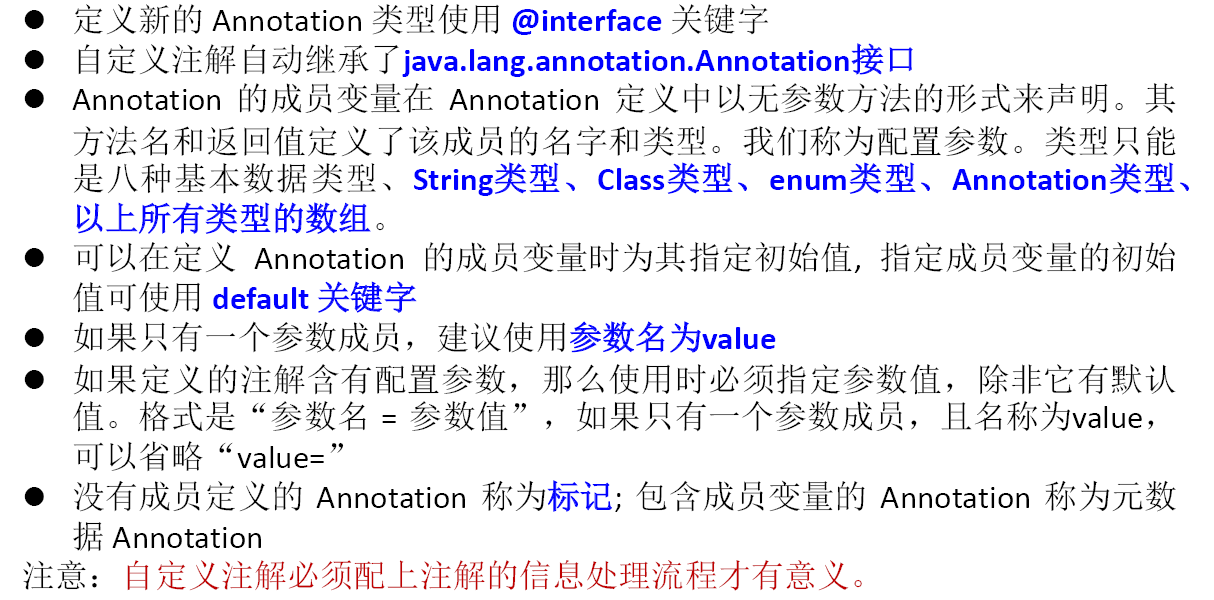 ● 定义新的 Annotation 类型使用 @interface 关键字
● 自定义注解自动继承了java.lang.annotation.Annotation接口
● Annotation 的成员变量在 Annotation 定义中以无参数方法的形式来声明。其
方法名和返回值定义了该成员的名字和类型。我们称为配置参数。类型只能
是八种基本数据类型、String类型、Class类型、enum类型、Annotation类型、
以上所有类型的数组。
● 可以在定义 Annotation 的成员变量时为其指定初始值, 指定成员变量的初始
值可使用 default 关键字
● 如果只有一个参数成员，建议使用参数名为value
● 如果定义的注解含有配置参数，那么使用时必须指定参数值，除非它有默认
值。格式是“参数名 = 参数值”，如果只有一个参数成员，且名称为value，
可以省略“value=”
● 没有成员定义的 Annotation 称为标记; 包含成员变量的 Annotation 称为元数
据 Annotation
注意：自定义注解必须配上注解的信息处理流程才有意义。